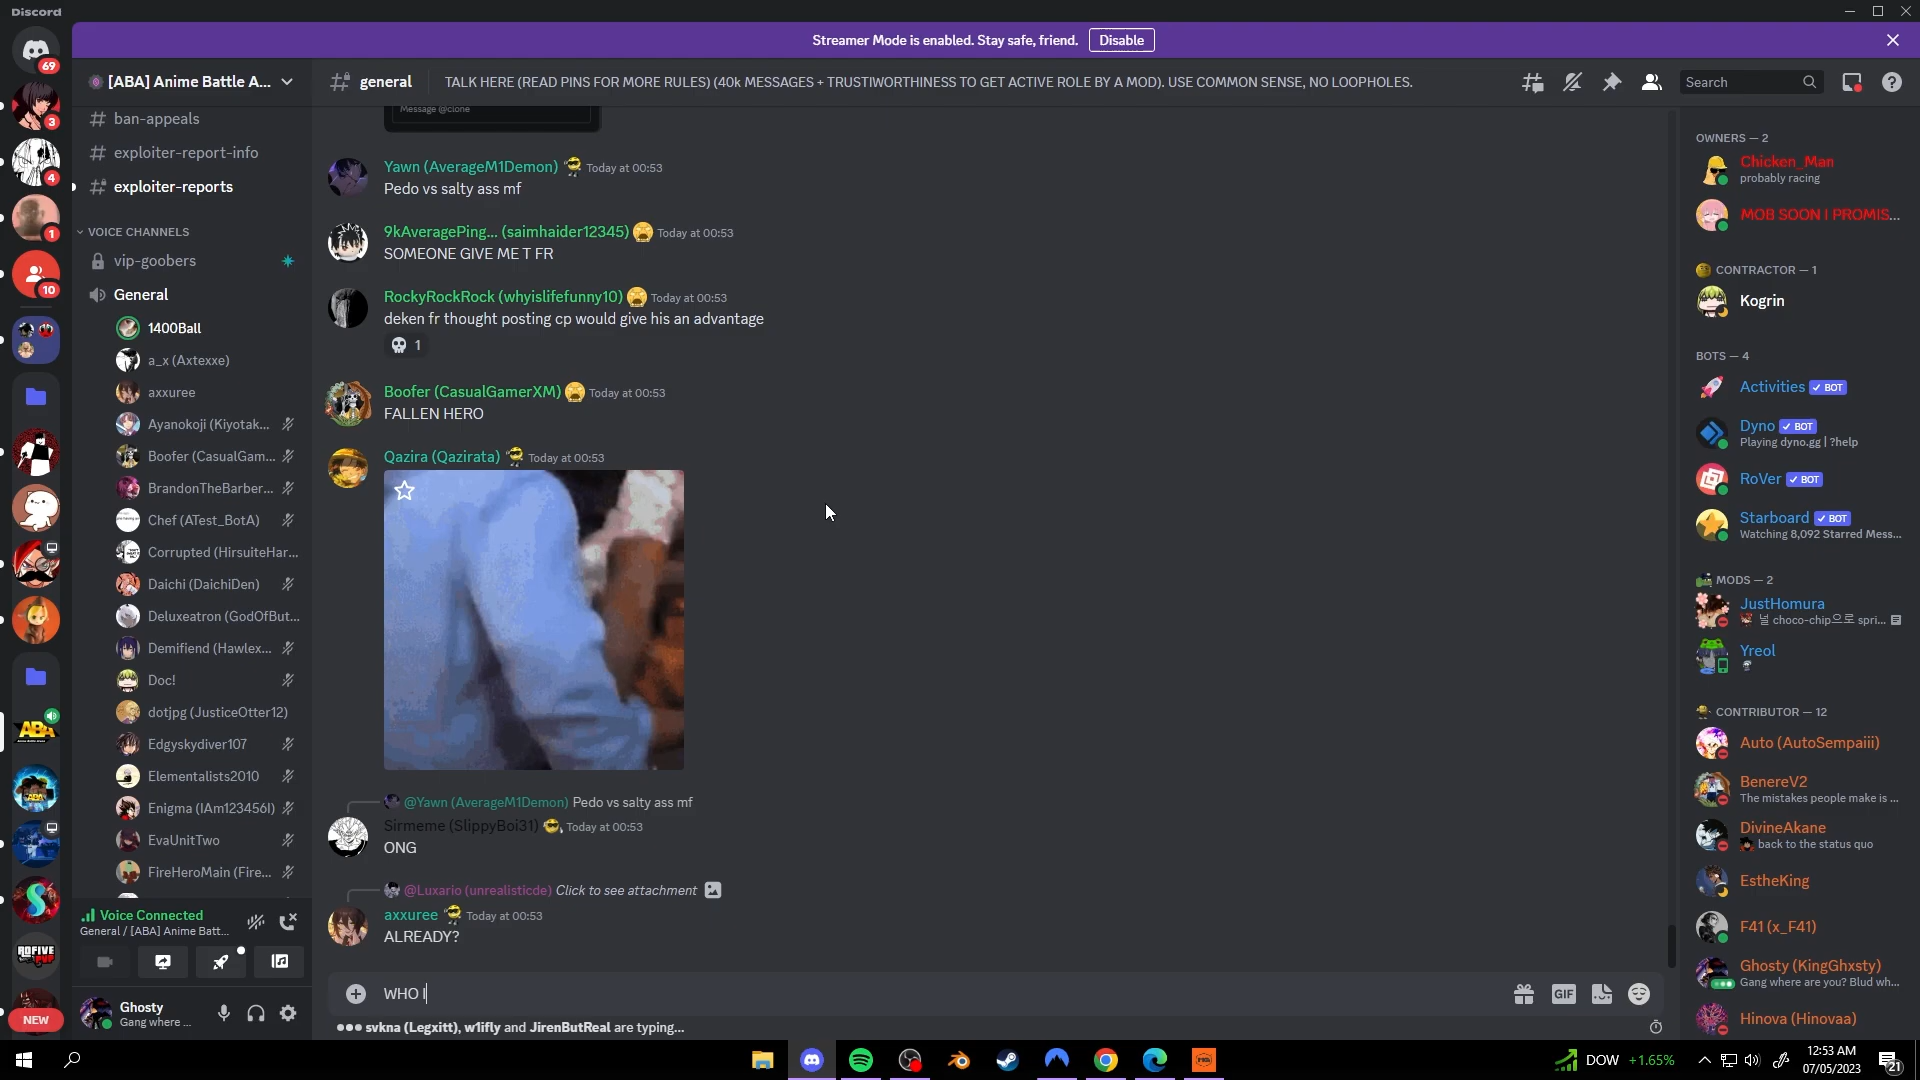 Discord
Streamer Mode is enabled. Stay safe, friend.
Disable
69
3
4
1
10
NEW
[ABA] Anime Battle A...
ban-appeals
exploiter-report-info
exploiter-reports
VOICE CHANNELS
vip-goobers
General
1400Ball
a_x (Axtexxe)
axxuree
Ayanokoji (Kiyotak...
Boofer (CasualGam...
BrandonTheBarber...
Chef (ATest_BotA)
Corrupted (HirsuiteHar...
Daichi (DaichiDen)
Deluxeatron (GodOfBut...
Demifiend (Hawlex...
Doc!
dotjpg (JusticeOtter12)
Edgyskydiver107
Elementalists2010
Enigma (IAm123456I)
EvaUnitTwo
FireHeroMain (Fire...
Voice Connected
General / [ABA] Anime Batt...
Ghosty
Gang where ...
general
TALK HERE (READ PINS FOR MORE RULES) (40k MESSAGES + TRUSTIWORTHINESS TO GET ACTIVE ROLE BY A MOD). USE COMMON SENSE, NO LOOPHOLES.
Search
Message @clone
Yawn (AverageM1Demon) Today at 00:53
Pedo vs salty ass mf
9kAveragePing... (saimhaider12345) Today at 00:53
SOMEONE GIVE ME T FR
RockyRockRock (whyislifefunny10) Today at 00:53
deken fr thought posting cp would give his an advantage
1
Boofer (CasualGamerXM) Today at 00:53
FALLEN HERO
Qazira (Qazirata) Today at 00:53
@Yawn (AverageM1Demon) Pedo vs salty ass mf
Sirmeme (SlippyBoi31) Today at 00:53
ONG
@Luxario (unrealisticde) Click to see attachment
axxuree Today at 00:53
ALREADY?
WHO I
GIF
svkna (Legxitt), w1ifly and JirenButReal are typing...
OWNERS — 2
Chicken_Man
probably racing
MOB SOON I PROMIS...
CONTRACTOR — 1
Kogrin
BOTS — 4
Activities BOT
Dyno BOT
Playing dyno.gg | ?help
RoVer BOT
Starboard BOT
Watching 8,092 Starred Mess...
MODS — 2
JustHomura
널 choco-chip으로 spri...
Yreol
CONTRIBUTOR — 12
Auto (AutoSempaiii)
BenereV2
The mistakes people make is ...
DivineAkane
back to the status quo
EstheKing
F41 (x_F41)
Ghosty (KingGhxsty)
Gang where are you? Blud wh...
Hinova (Hinovaa)
DOW +1.65%
12:53 AM
07/05/2023
21